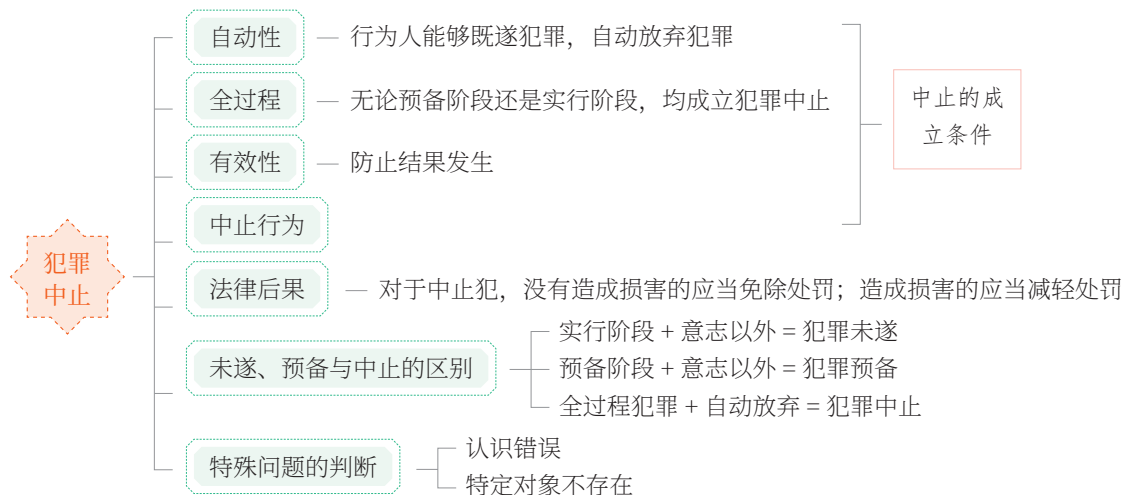 自动性 — 行为人能够既遂犯罪，自动放弃犯罪
全过程 — 无论预备阶段还是实行阶段，均成立犯罪中止
中止的成
立条件
有效性 — 防止结果发生
中止行为
犯罪
中止
法律后果 — 对于中止犯，没有造成损害的应当免除处罚；造成损害的应当减轻处罚
未遂、预备与中止的区别
实行阶段 + 意志以外 = 犯罪未遂
预备阶段 + 意志以外 = 犯罪预备
全过程犯罪 + 自动放弃 = 犯罪中止
特殊问题的判断
认识错误
特定对象不存在